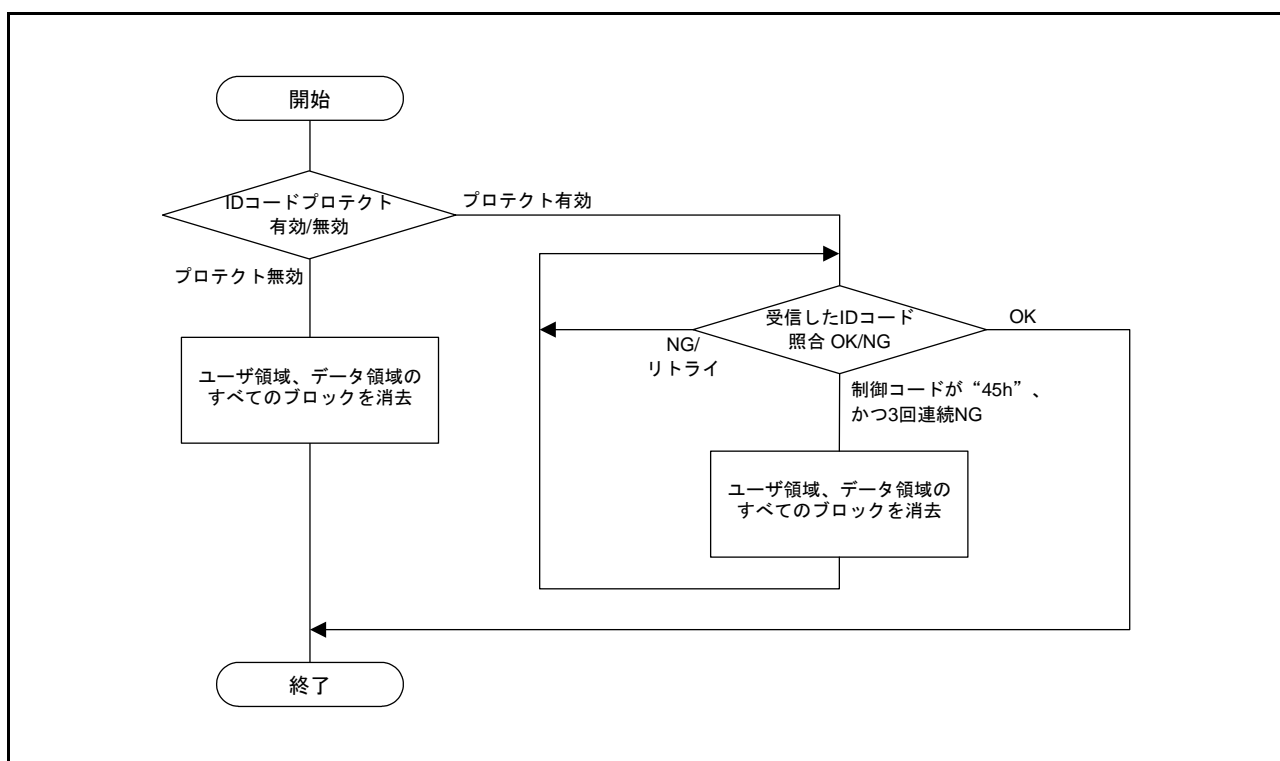 開始
IDコードプロテクト
有効/無効
プロテクト有効
プロテクト無効
受信したIDコード
照合 OK/NG
OK
NG/
リトライ
制御コードが“45h”、
かつ3回連続NG
ユーザ領域、データ領域の
すべてのブロックを消去
ユーザ領域、データ領域の
すべてのブロックを消去
終了